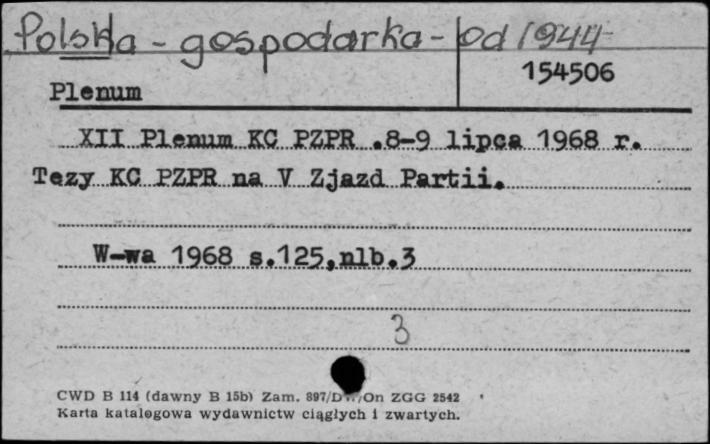 Polska - gospodarka - od 1944
154506
Plenum
XII Plenum KC PZPR .8-9 lipca 1968 r.
Tezy KC PZPR na V Zjazd Partii.
W-wa 1968 s.125,nlb.3
3
CWD B 114 (dawny B 15b) Zam. 897/ On ZGG 2542
Karta katalogowa wydawnictw ciągłych i zwartych.